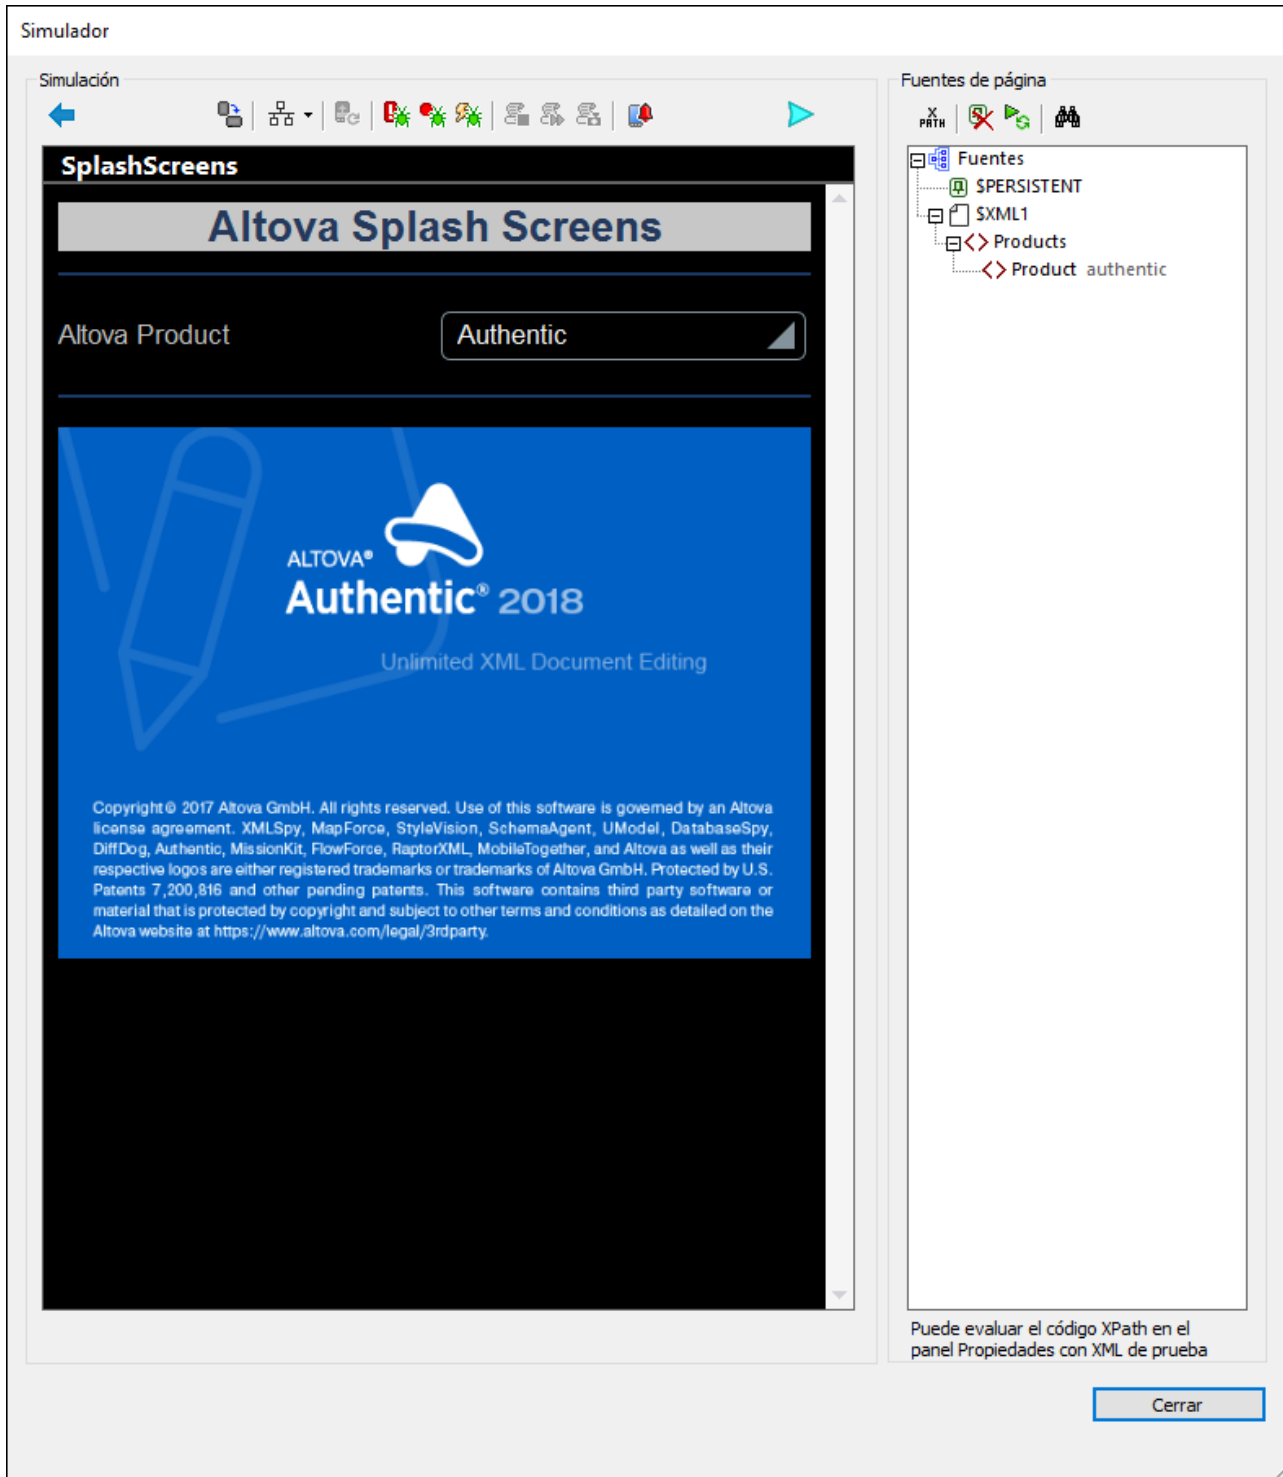 Simulador
Simulación
Fuentes de página
X
PATH
SplashScreens
Altova Splash Screens
Altova Product
Authentic
ALTOVA®
Authentic® 2018
Unlimited XML Document Editing
Copyright © 2017 Altova GmbH. All rights reserved. Use of this software is governed by an Altova
license agreement. XMLSpy, MapForce, StyleVision, SchemaAgent, UModel, DatabaseSpy,
DiffDog, Authentic, MissionKit, FlowForce, RaptorXML, MobileTogether, and Altova as well as their
respective logos are either registered trademarks or trademarks of Altova GmbH. Protected by U.S.
Patents 7,200,816 and other pending patents. This software contains third party software or
material that is protected by copyright and subject to other terms and conditions as detailed on the
Altova website at https://www.altova.com/legal/3rdparty.
Fuentes
$PERSISTENT
$XML1
Products
Product authentic
Puede evaluar el código XPath en el
panel Propiedades con XML de prueba
Cerrar